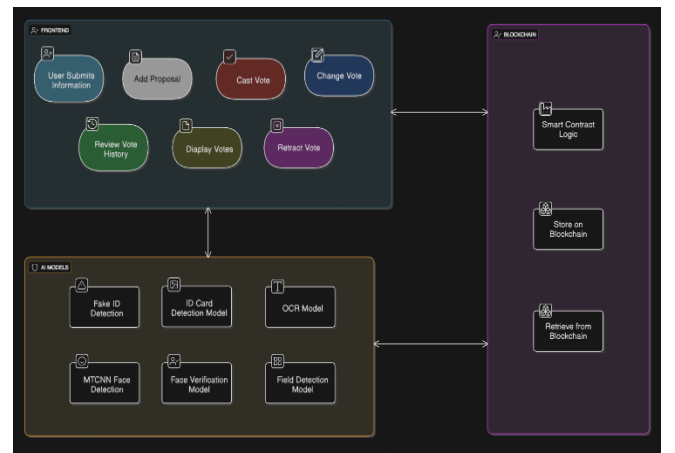 FRONTEND
User Submits
Information
Add Proposal
Cast Vote
Change Vote
Review Vote
History
Display Votes
Retract Vote
BLOCKCHAIN
Smart Contract
Logic
Store on
Blockchain
Retrieve from
Blockchain
AI MODELS
Fake ID
Detection
ID Card
Detection Model
OCR Model
MTCNN Face
Detection
Face Verification
Model
Field Detection
Model